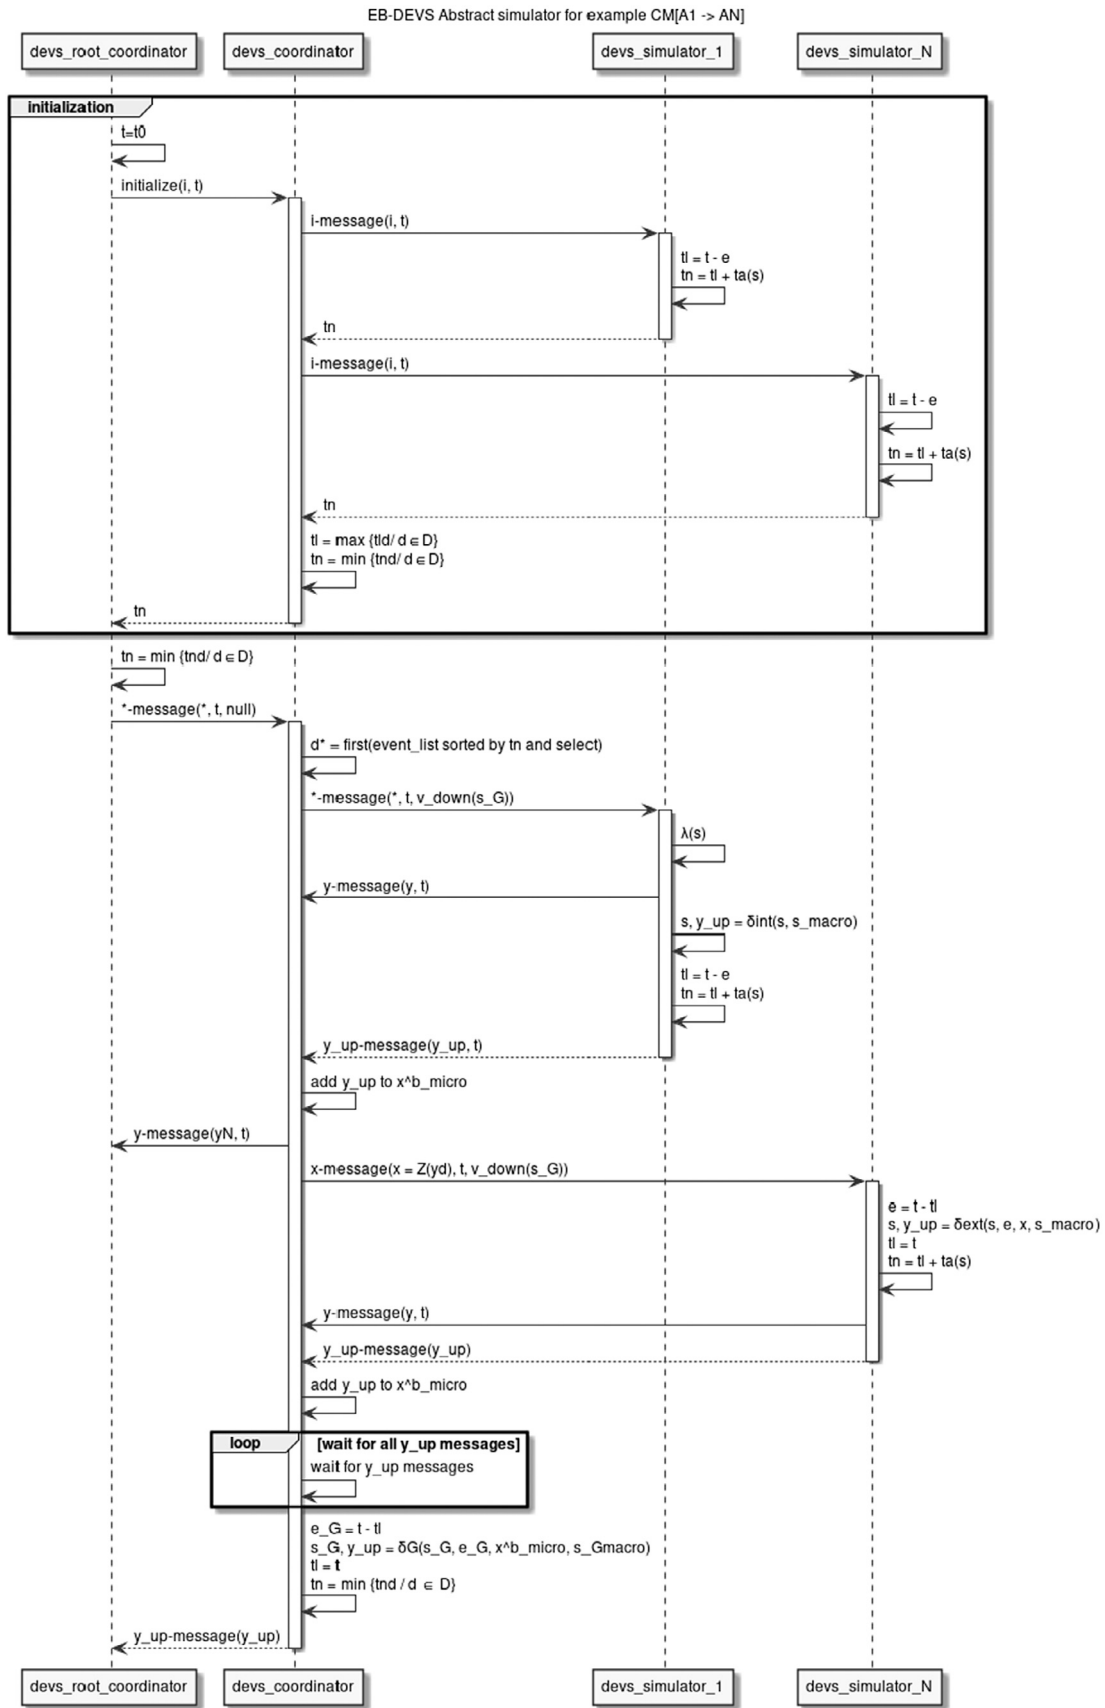 EB-DEVS Abstract simulator for example CM[A1 -> AN]
devs_root_coordinator
devs_coordinator
devs_simulator_1
devs_simulator_N
initialization
t=t0
initialize(i, t)
i-message(i, t)
tl = t - e
tn = tl + ta(s)
tn
i-message(i, t)
tl = t - e
tn = tl + ta(s)
tn
tl = max {tld/ d ∈ D}
tn = min {tnd/ d ∈ D}
tn
tn = min {tnd/ d ∈ D}
*-message(*, t, null)
d* = first(event_list sorted by tn and select)
*-message(*, t, v_down(s_G))
λ(s)
y-message(y, t)
s, y_up = δint(s, s_macro)
tl = t - e
tn = tl + ta(s)
y_up-message(y_up, t)
add y_up to x^b_micro
y-message(yN, t)
x-message(x = Z(yd), t, v_down(s_G))
e = t - tl
s, y_up = δext(s, e, x, s_macro)
tl = t
tn = tl + ta(s)
y-message(y, t)
y_up-message(y_up)
add y_up to x^b_micro
loop
[wait for all y_up messages]
wait for y_up messages
e_G = t - tl
s_G, y_up = δG(s_G, e_G, x^b_micro, s_Gmacro)
tl = t
tn = min {tnd / d ∈ D}
y_up-message(y_up)
devs_root_coordinator
devs_coordinator
devs_simulator_1
devs_simulator_N